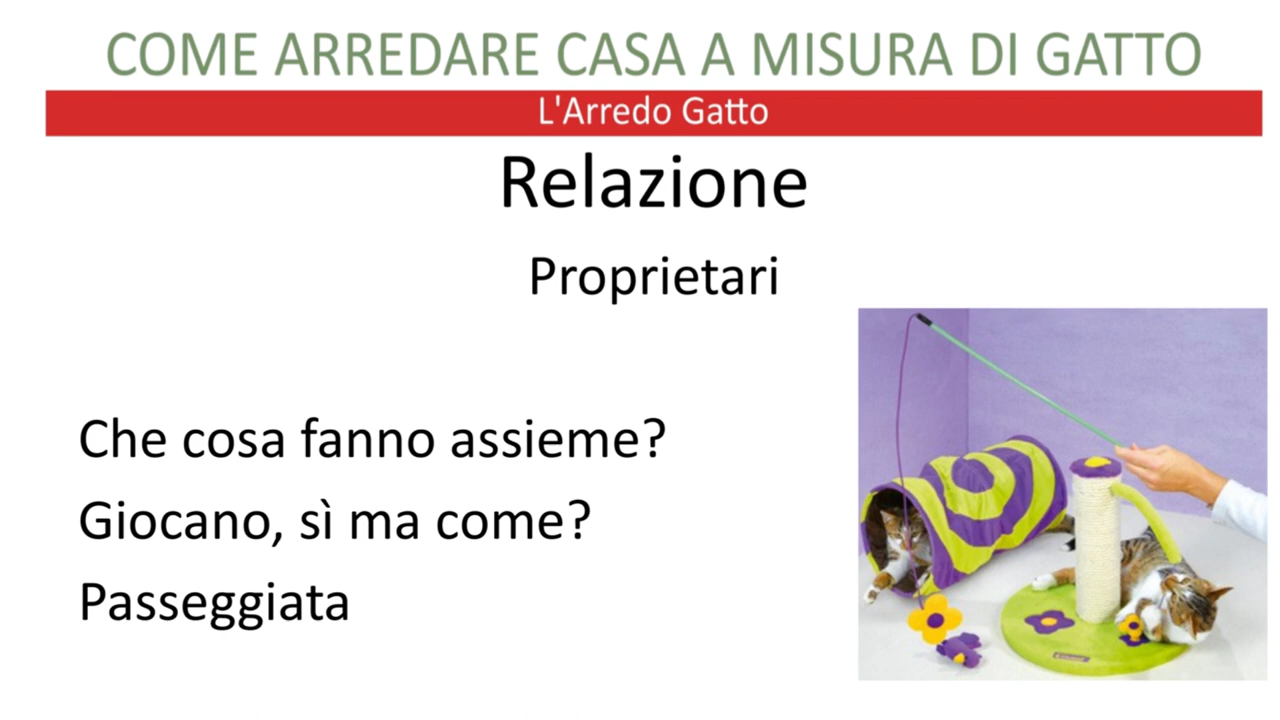 COME ARREDARE CASA A MISURA DI GATTO
L'Arredo Gatto
Relazione
Proprietari
Che cosa fanno assieme?
Giocano, sì ma come?
Passeggiata